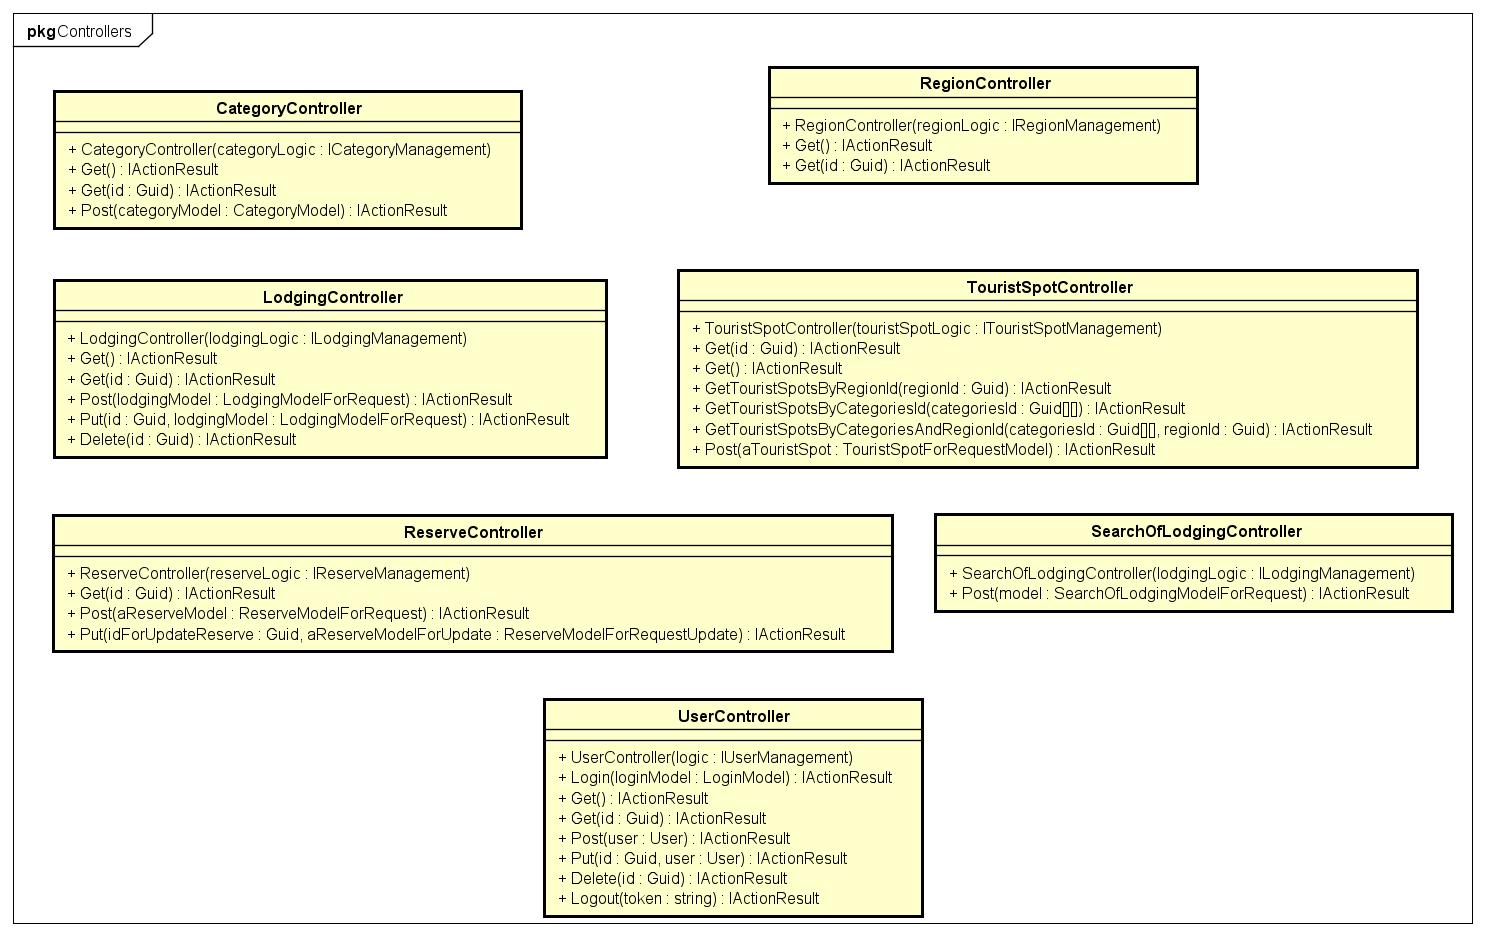 pkg Controllers
CategoryController
+ CategoryController(categoryLogic : ICategoryManagement)
+ Get() : IActionResult
+ Get(id : Guid) : IActionResult
+ Post(categoryModel : CategoryModel) : IActionResult
RegionController
+ RegionController(regionLogic : IRegionManagement)
+ Get() : IActionResult
+ Get(id : Guid) : IActionResult
LodgingController
+ LodgingController(lodgingLogic : ILodgingManagement)
+ Get() : IActionResult
+ Get(id : Guid) : IActionResult
+ Post(lodgingModel : LodgingModelForRequest) : IActionResult
+ Put(id : Guid, lodgingModel : LodgingModelForRequest) : IActionResult
+ Delete(id : Guid) : IActionResult
TouristSpotController
+ TouristSpotController(touristSpotLogic : ITouristSpotManagement)
+ Get(id : Guid) : IActionResult
+ Get() : IActionResult
+ GetTouristSpotsByRegionId(regionId : Guid) : IActionResult
+ GetTouristSpotsByCategoriesId(categoriesId : Guid[][]) : IActionResult
+ GetTouristSpotsByCategoriesAndRegionId(categoriesId : Guid[][], regionId : Guid) : IActionResult
+ Post(aTouristSpot : TouristSpotForRequestModel) : IActionResult
ReserveController
+ ReserveController(reserveLogic : IReserveManagement)
+ Get(id : Guid) : IActionResult
+ Post(aReserveModel : ReserveModelForRequest) : IActionResult
+ Put(idForUpdateReserve : Guid, aReserveModelForUpdate : ReserveModelForRequestUpdate) : IActionResult
SearchOfLodgingController
+ SearchOfLodgingController(lodgingLogic : ILodgingManagement)
+ Post(model : SearchOfLodgingModelForRequest) : IActionResult
UserController
+ UserController(logic : IUserManagement)
+ Login(loginModel : LoginModel) : IActionResult
+ Get() : IActionResult
+ Get(id : Guid) : IActionResult
+ Post(user : User) : IActionResult
+ Put(id : Guid, user : User) : IActionResult
+ Delete(id : Guid) : IActionResult
+ Logout(token : string) : IActionResult